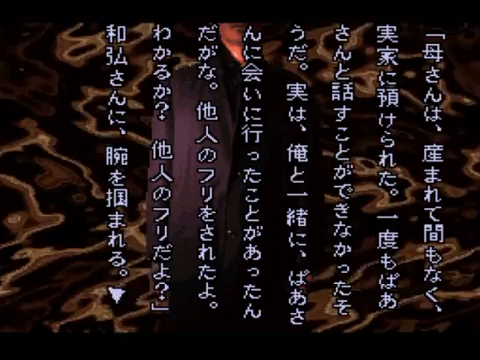 「母さんは、産まれて間もなく、
実家に預けられた。一度もぱあ
さんと話すことができなかったそ
うだ。実は、俺と一緒に、ぱあさ
んに会いに行ったことがあったん
だがな。他人のフリをされたよ。
わかるか？　他人のフリだよ？」
和弘さんに、腕を掴まれる。▼